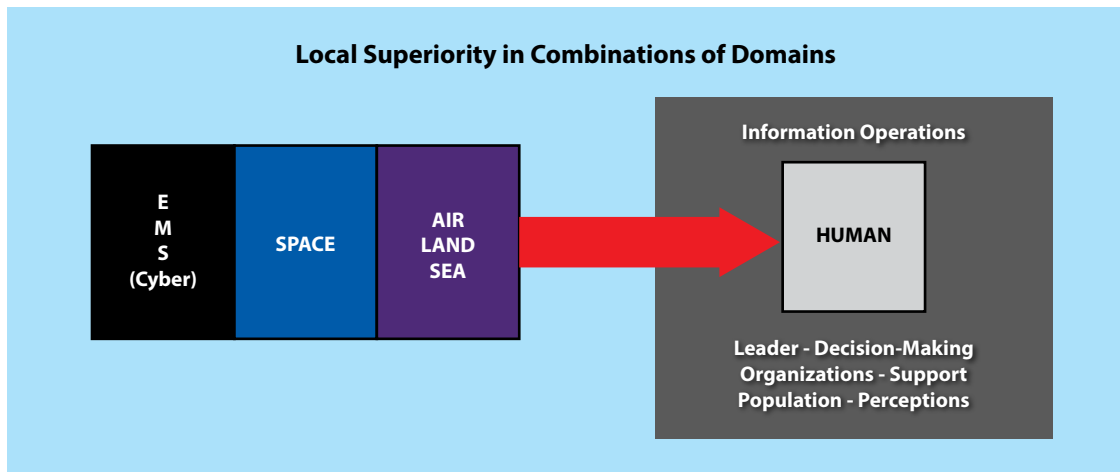 Local Superiority in Combinations of Domains
E
M
S
(Cyber)
SPACE
AIR
LAND
SEA
Information Operations
HUMAN
Leader - Decision-Making
Organizations - Support
Population - Perceptions